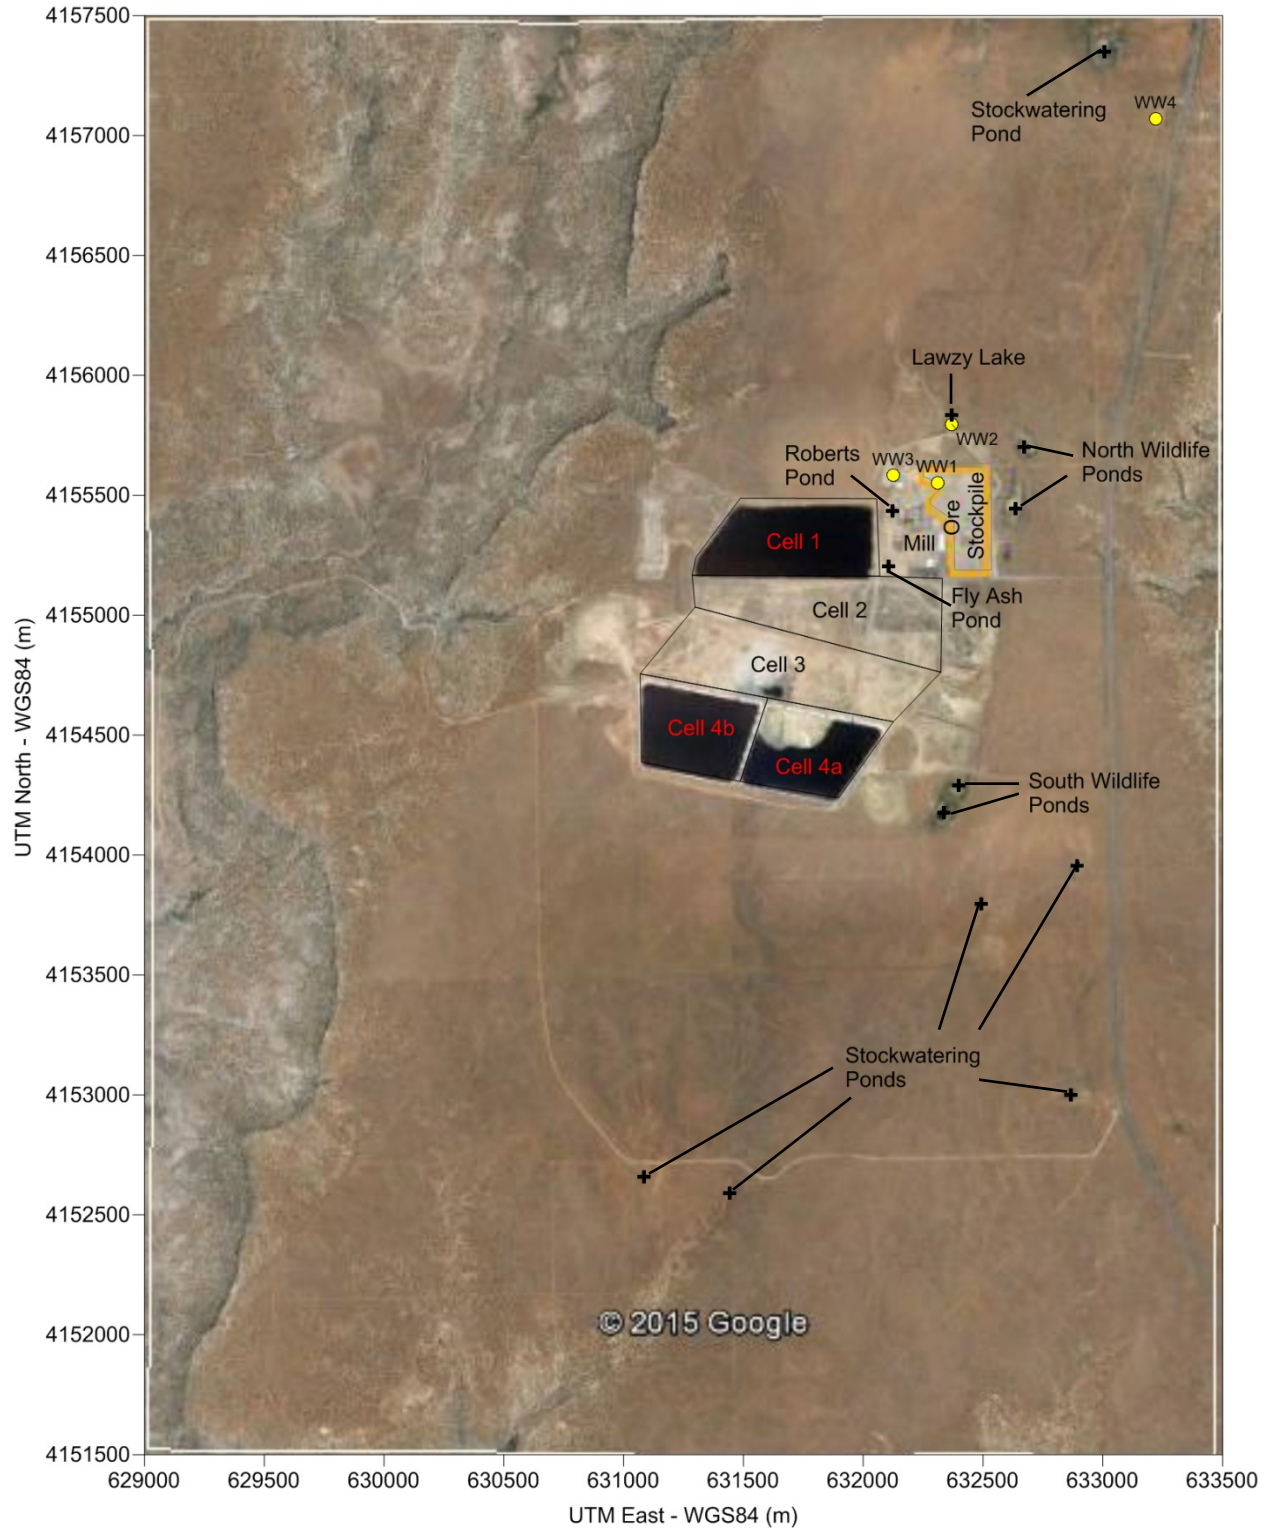 4157500
Stockwatering
Pond
WW4
4157000
4156500
Lawzy Lake
4156000
WW2
Roberts
Pond
WW3
WW1
North Wildlife
Ponds
4155500
Ore
Stockpile
Cell 1
Mill
Fly Ash
Pond
Cell 2
4155000
Cell 3
Cell 4b
Cell 4a
4154500
South Wildlife
Ponds
4154000
4153500
Stockwatering
Ponds
4153000
4152500
© 2015 Google
4152000
4151500
UTM North - WGS84 (m)
629000 629500 630000 630500 631000 631500 632000 632500 633000 633500
UTM East - WGS84 (m)